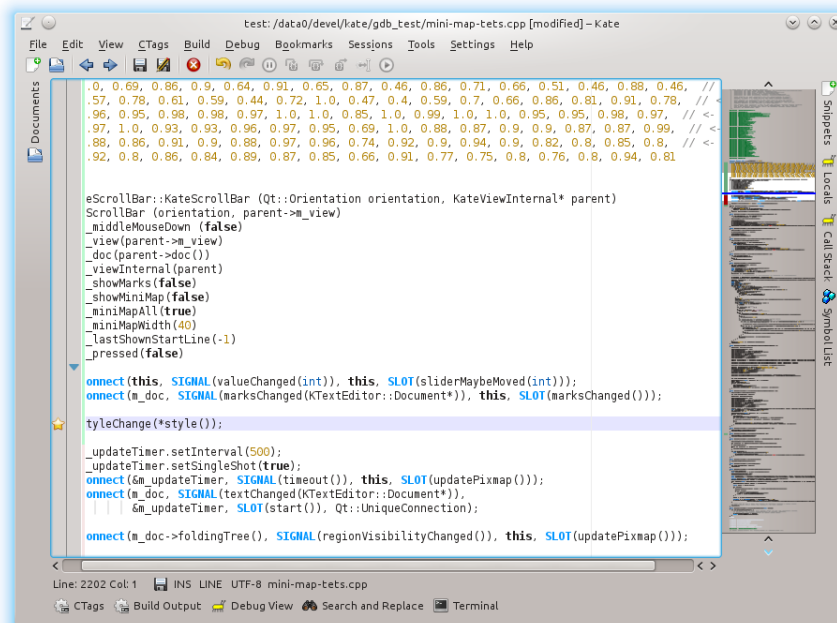 test: /data0/devel/kate/gdb_test/mini-map-tets.cpp [modified] – Kate
File Edit View CTags Build Debug Bookmarks Sessions Tools Settings Help
Documents
.0, 0.69, 0.86, 0.9, 0.64, 0.91, 0.65, 0.87, 0.46, 0.86, 0.71, 0.66, 0.51, 0.46, 0.88, 0.46, //
.57, 0.78, 0.61, 0.59, 0.44, 0.72, 1.0, 0.47, 0.4, 0.59, 0.7, 0.66, 0.86, 0.81, 0.91, 0.78, // <
.96, 0.95, 0.98, 0.98, 0.97, 1.0, 1.0, 0.85, 1.0, 0.99, 1.0, 1.0, 0.95, 0.95, 0.98, 0.97, // <-
.97, 1.0, 0.93, 0.93, 0.96, 0.97, 0.95, 0.69, 1.0, 0.88, 0.87, 0.9, 0.9, 0.87, 0.87, 0.99, // <-
.88, 0.86, 0.91, 0.9, 0.88, 0.97, 0.96, 0.74, 0.92, 0.9, 0.94, 0.9, 0.82, 0.8, 0.85, 0.8, // <-
.92, 0.8, 0.86, 0.84, 0.89, 0.87, 0.85, 0.66, 0.91, 0.77, 0.75, 0.8, 0.76, 0.8, 0.94, 0.81
eScrollBar::KateScrollBar (Qt::Orientation orientation, KateViewInternal* parent)
ScrollBar (orientation, parent->m_view)
_middleMouseDown (false)
_view(parent->m_view)
_doc(parent->doc())
_viewInternal(parent)
_showMarks(false)
_showMiniMap(false)
_miniMapAll(true)
_miniMapWidth(40)
_lastShownStartLine(-1)
_pressed(false)
onnect(this, SIGNAL(valueChanged(int)), this, SLOT(sliderMaybeMoved(int)));
onnect(m_doc, SIGNAL(marksChanged(KTextEditor::Document*)), this, SLOT(marksChanged()));
tyleChange(*style());
_updateTimer.setInterval(500);
_updateTimer.setSingleShot(true);
onnect(&m_updateTimer, SIGNAL(timeout()), this, SLOT(updatePixmap()));
onnect(m_doc, SIGNAL(textChanged(KTextEditor::Document*)),
&m_updateTimer, SLOT(start()), Qt::UniqueConnection);
onnect(m_doc->foldingTree(), SIGNAL(regionVisibilityChanged()), this, SLOT(updatePixmap()));
Snippets
Locals
Call Stack
Symbol List
Line: 2202 Col: 1 INS LINE UTF-8 mini-map-tets.cpp
CTags Build Output Debug View Search and Replace Terminal